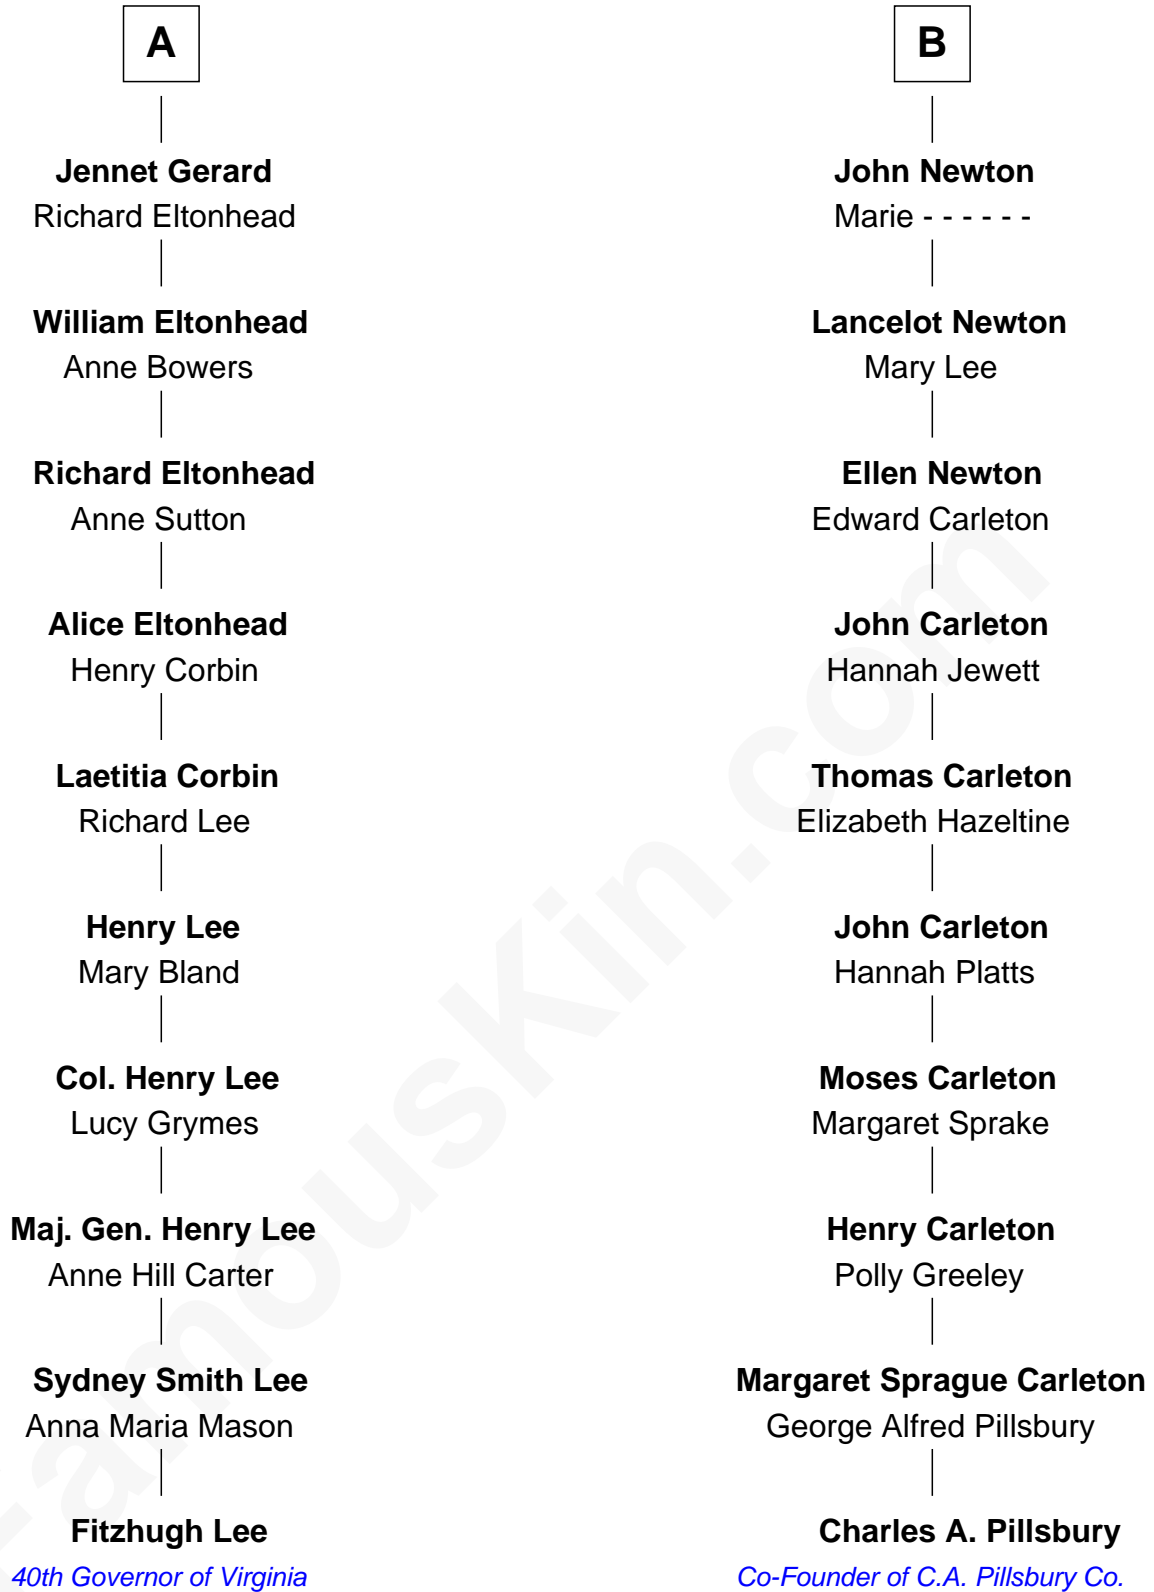 A
Jennet Gerard
Richard Eltonhead
William Eltonhead
Anne Bowers
Richard Eltonhead
Anne Sutton
Alice Eltonhead
Henry Corbin
Laetitia Corbin
Richard Lee
Henry Lee
Mary Bland
Col. Henry Lee
Lucy Grymes
Maj. Gen. Henry Lee
Anne Hill Carter
Sydney Smith Lee
Anna Maria Mason
Fitzhugh Lee
40th Governor of Virginia
B
John Newton
Marie - - - - - -
Lancelot Newton
Mary Lee
Ellen Newton
Edward Carleton
John Carleton
Hannah Jewett
Thomas Carleton
Elizabeth Hazeltine
John Carleton
Hannah Platts
Moses Carleton
Margaret Sprake
Henry Carleton
Polly Greeley
Margaret Sprague Carleton
George Alfred Pillsbury
Charles A. Pillsbury
Co-Founder of C.A. Pillsbury Co.
FamousKin.com